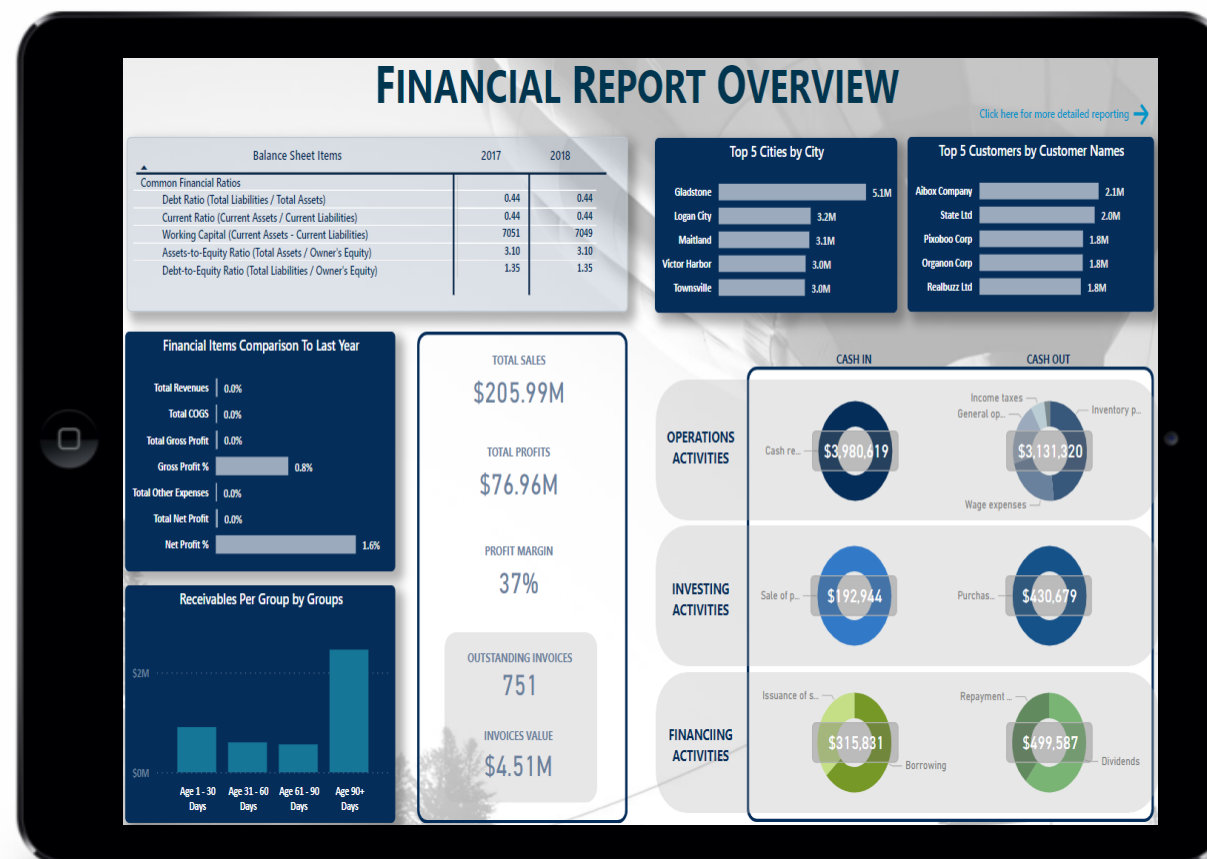 FINANCIAL REPORT OVERVIEW
Click here for more detailed reporting
Balance Sheet Items 2017 2018
Common Financial Ratios
Debt Ratio (Total Liabilities / Total Assets) 0.44 0.44
Current Ratio (Current Assets / Current Liabilities) 0.44 0.44
Working Capital (Current Assets - Current Liabilities) 7051 7049
Assets-to-Equity Ratio (Total Assets / Owner's Equity) 3.10 3.10
Debt-to-Equity Ratio (Total Liabilities / Owner's Equity) 1.35 1.35
Top 5 Cities by City
Gladstone 5.1M
Logan City 3.2M
Maitland 3.1M
Victor Harbor 3.0M
Townsville 3.0M
Top 5 Customers by Customer Names
Aibox Company 2.1M
State Ltd 2.0M
Pixoboo Corp 1.8M
Organon Corp 1.8M
Realbuzz Ltd 1.8M
Financial Items Comparison To Last Year
Total Revenues 0.0%
Total COGS 0.0%
Total Gross Profit 0.0%
Gross Profit % 0.8%
Total Other Expenses 0.0%
Total Net Profit 0.0%
Net Profit % 1.6%
Receivables Per Group by Groups
$2M
$0M
Age 1 - 30 Days
Age 31 - 60 Days
Age 61 - 90 Days
Age 90+ Days
TOTAL SALES
$205.99M
TOTAL PROFITS
$76.96M
PROFIT MARGIN
37%
OUTSTANDING INVOICES
751
INVOICES VALUE
$4.51M
CASH IN CASH OUT
OPERATIONS
ACTIVITIES
Cash re...
$3,980,619
Income taxes
General op...
Inventory p...
$3,131,320
Wage expenses
INVESTING
ACTIVITIES
Sale of p...
$192,944
Purchas...
$430,679
FINANCIING
ACTIVITIES
Issuance of s...
$315,831
Borrowing
Repayment ...
$499,587
Dividends